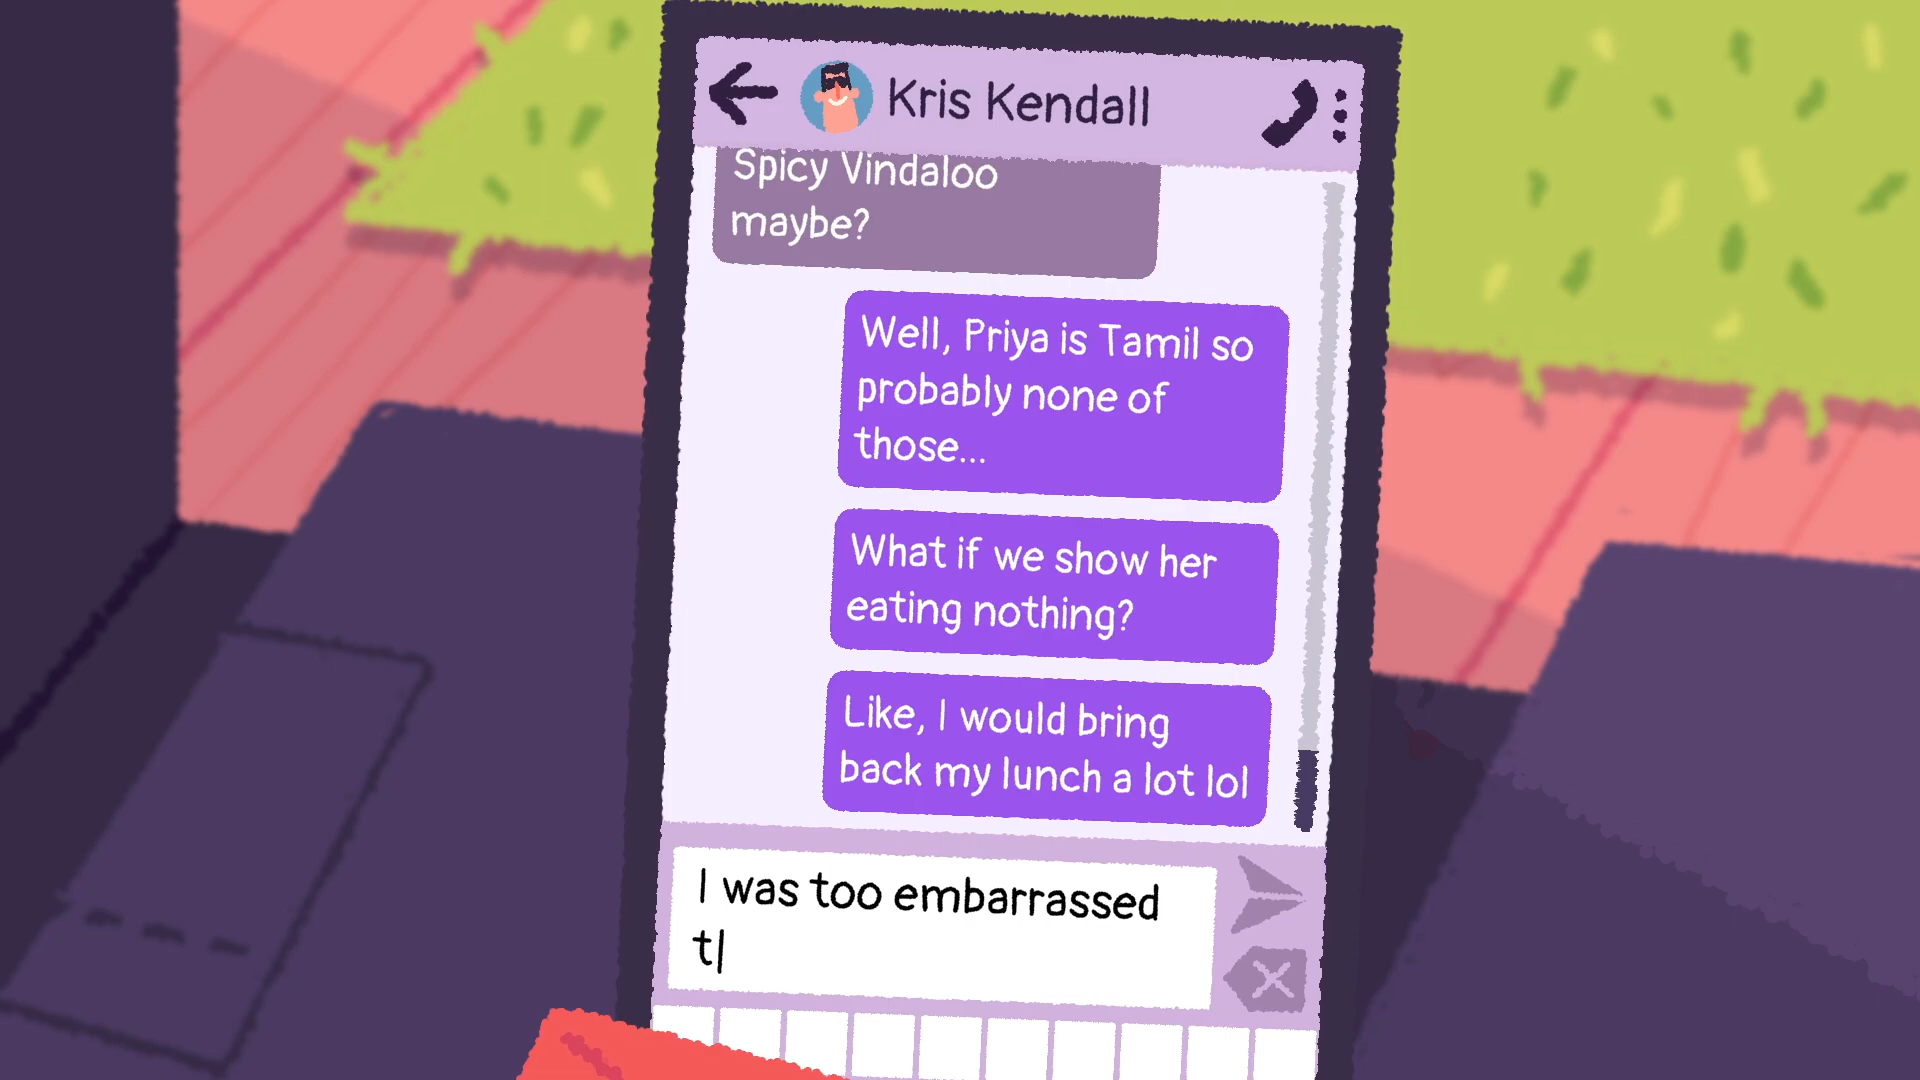 Kris Kendall
Spicy Vindaloo
maybe?
Well, Priya is Tamil so
probably none of
those...
What if we show her
eating nothing?
Like, I would bring
back my lunch a lot lol
I was too embarrassed
t